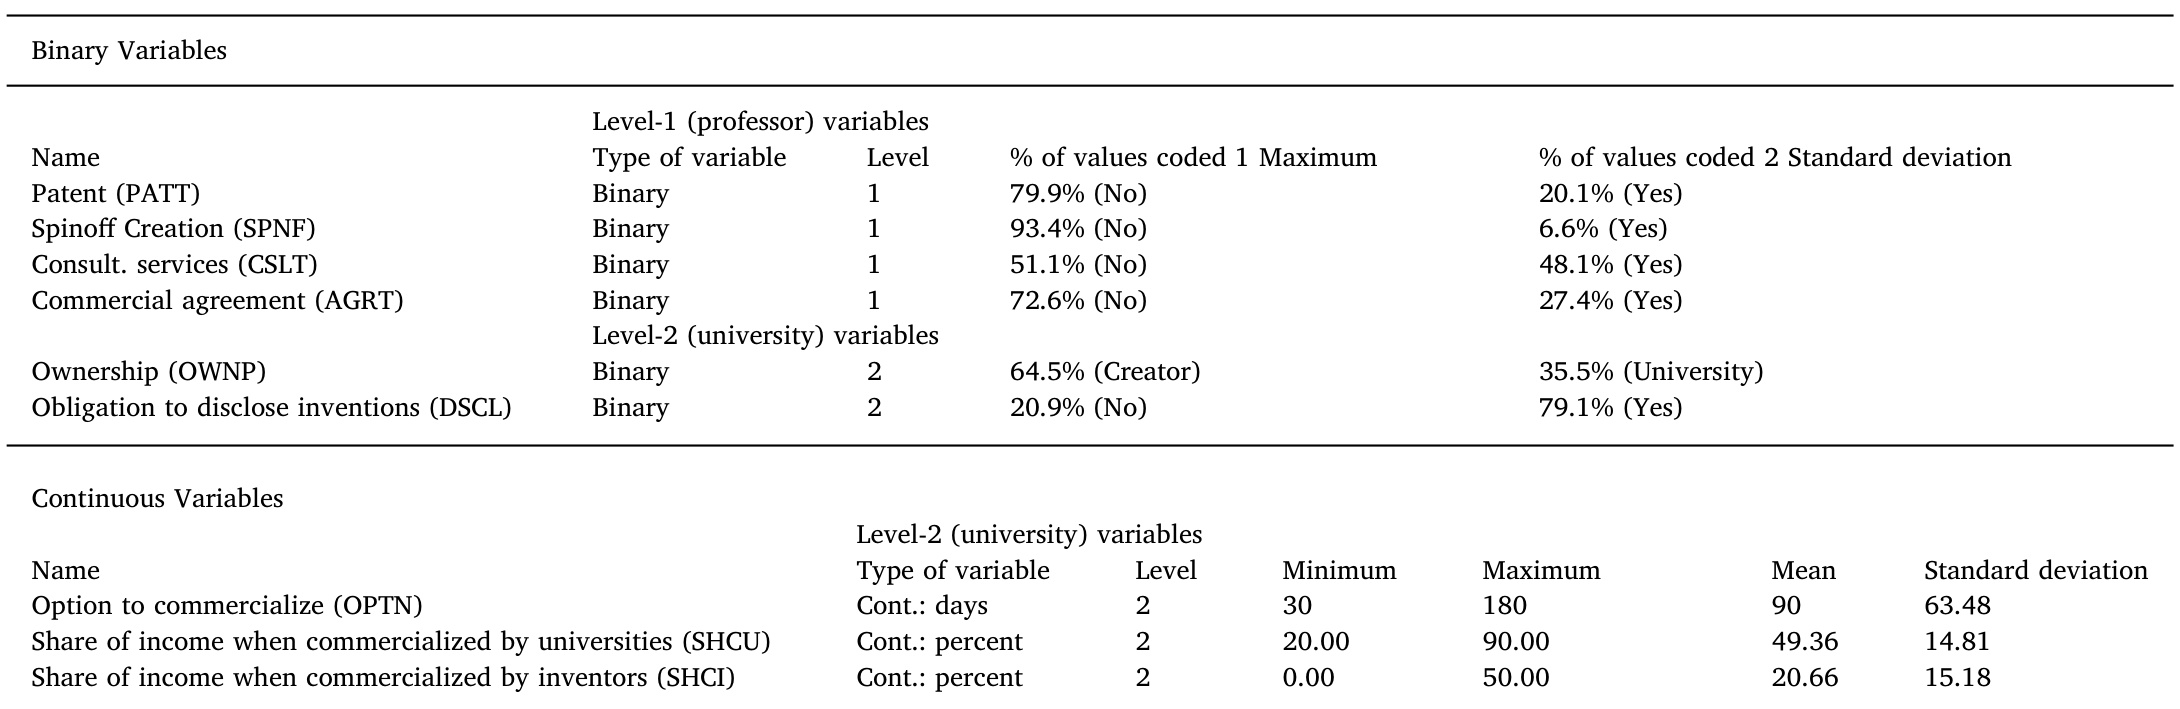 Binary Variables
Level-1 (professor) variables
Name Type of variable Level % of values coded 1 Maximum % of values coded 2 Standard deviation
Patent (PATT) Binary 1 79.9% (No) 20.1% (Yes)
Spinoff Creation (SPNF) Binary 1 93.4% (No) 6.6% (Yes)
Consult. services (CSLT) Binary 1 51.1% (No) 48.1% (Yes)
Commercial agreement (AGRT) Binary 1 72.6% (No) 27.4% (Yes)
Level-2 (university) variables
Ownership (OWNP) Binary 2 64.5% (Creator) 35.5% (University)
Obligation to disclose inventions (DSCL) Binary 2 20.9% (No) 79.1% (Yes)
Continuous Variables
Level-2 (university) variables
Name Type of variable Level Minimum Maximum Mean Standard deviation
Option to commercialize (OPTN) Cont.: days 2 30 180 90 63.48
Share of income when commercialized by universities (SHCU) Cont.: percent 2 20.00 90.00 49.36 14.81
Share of income when commercialized by inventors (SHCI) Cont.: percent 2 0.00 50.00 20.66 15.18